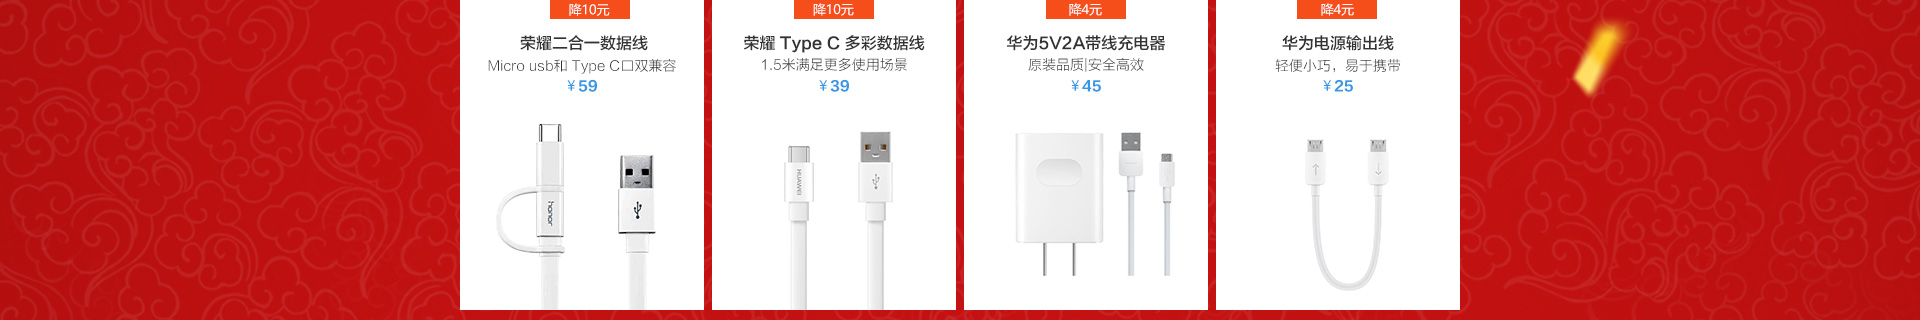 降10元
荣耀二合一数据线
Micro usb和 Type C口双兼容
¥59
honor
降10元
荣耀 Type C 多彩数据线
1.5米满足更多使用场景
¥39
HUAWEI
降4元
华为5V2A带线充电器
原装品质|安全高效
¥45
降4元
华为电源输出线
轻便小巧，易于携带
¥25